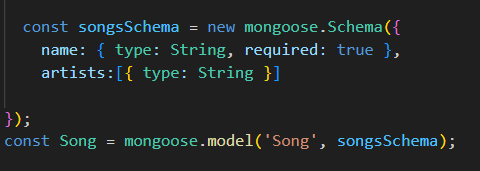 const songsSchema = new mongoose.Schema({
name: { type: String, required: true },
artists:[{ type: String }]
});
const Song = mongoose.model('Song', songsSchema);